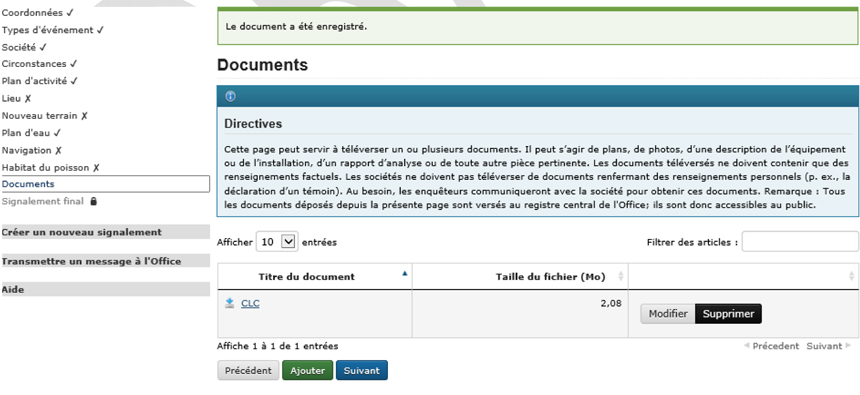 Coordonnées ✓
Types d'événement ✓
Société ✓
Circonstances ✓
Plan d'activité ✓
Lieu ✗
Nouveau terrain ✗
Plan d'eau ✓
Navigation ✗
Habitat du poisson ✗
Documents
Signalement final
Créer un nouveau signalement
Transmettre un message à l'Office
Aide
Le document a été enregistré.
Documents
Directives
Cette page peut servir à téléverser un ou plusieurs documents. Il peut s'agir de plans, de photos, d'une description de l'équipement
ou de l'installation, d'un rapport d'analyse ou de toute autre pièce pertinente. Les documents téléversés ne doivent contenir que des
renseignements factuels. Les sociétés ne doivent pas téléverser de documents renfermant des renseignements personnels (p. ex., la
déclaration d'un témoin). Au besoin, les enquêteurs communiqueront avec la société pour obtenir ces documents. Remarque : Tous
les documents déposés depuis la présente page sont versés au registre central de l'Office; ils sont donc accessibles au public.
Afficher 10 entrées
Filtrer des articles :
Titre du document Taille du fichier (Mo)
CLC 2,08 Modifier Supprimer
Affiche 1 à 1 de 1 entrées
Précedent Suivant
Précédent Ajouter Suivant